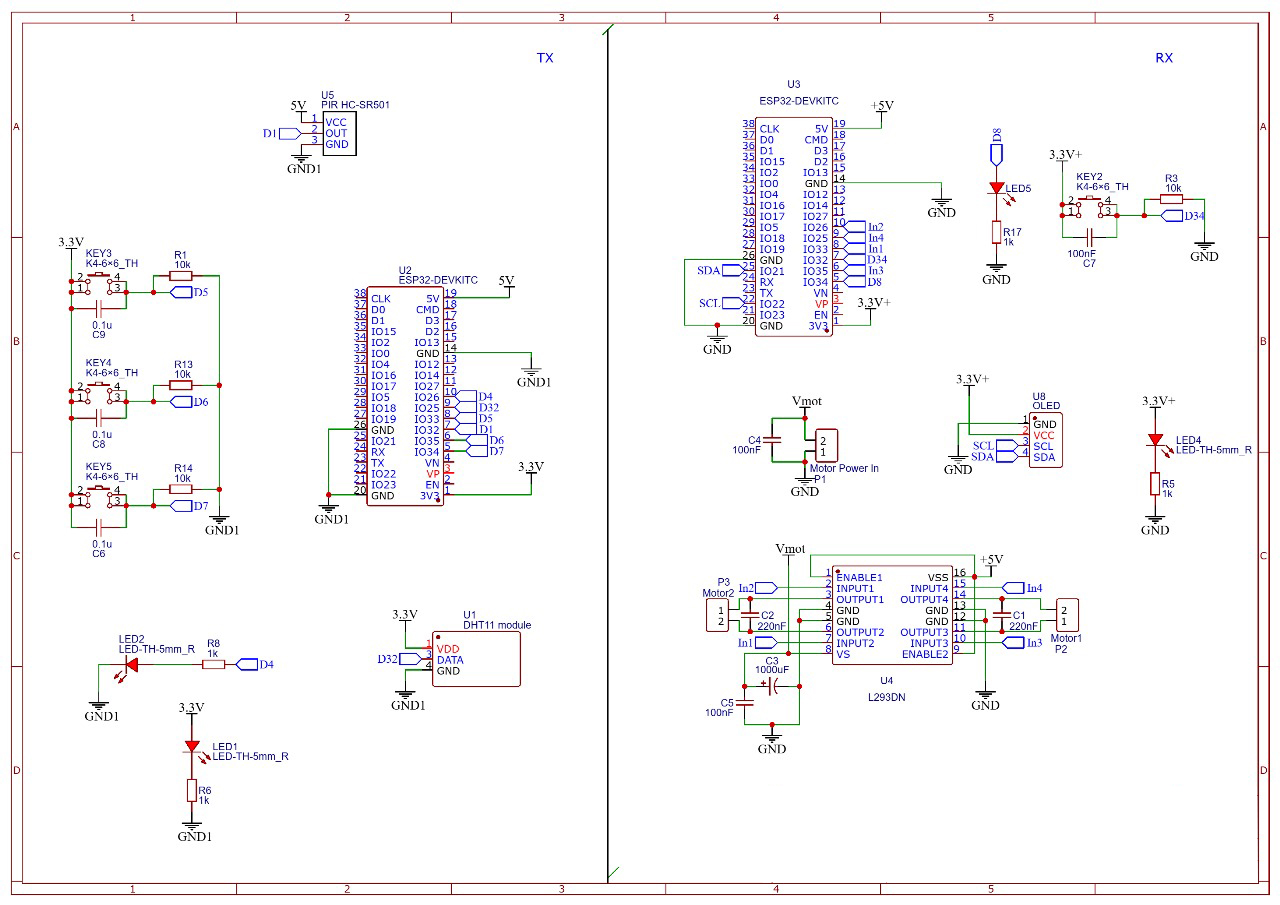 1 2 3 4 5
TX
RX
A
B
C
D
U5
PIR HC-SR501
5V
1 VCC
D1 2 OUT
3 GND
GND1
3.3V
KEY3
K4-6×6_TH
2 4
1 3
0.1u
C9
R1
10k
D5
KEY4
K4-6×6_TH
2 4
1 3
0.1u
C8
R13
10k
D6
KEY5
K4-6×6_TH
2 4
1 3
0.1u
C6
R14
10k
D7
GND1
U2
ESP32-DEVKITC
5V
38 CLK 5V 19
37 D0 CMD 18
36 D1 D3 17
35 IO15 D2 16
34 IO2 IO13 15
33 IO0 GND 14
32 IO4 IO12 13
31 IO16 IO14 12
30 IO17 IO27 11
29 IO5 IO26 10 D4
28 IO18 IO25 9 D32
27 IO19 IO33 8 D5
26 GND IO32 7 D1
25 IO21 IO35 6 D6
24 RX IO34 5 D7
23 TX VN 4
22 IO22 VP 3
21 IO23 EN 2
20 GND 3V3 1
GND1
3.3V
GND1
LED2
LED-TH-5mm_R
R8
1k
D4
GND1
3.3V
LED1
LED-TH-5mm_R
R6
1k
GND1
U1
DHT11 module
3.3V
1 VDD
D32 3 DATA
4 GND
GND1
U3
ESP32-DEVKITC
+5V
38 CLK 5V 19
37 D0 CMD 18
36 D1 D3 17
35 IO15 D2 16
34 IO2 IO13 15
33 IO0 GND 14
32 IO4 IO12 13
31 IO16 IO14 12
30 IO17 IO27 11
29 IO5 IO26 10 In2
28 IO18 IO25 9 In4
27 IO19 IO33 8 In1
26 GND IO32 7 D34
SDA 25 IO21 IO35 6 In3
24 RX IO34 5 D8
23 TX VN 4
SCL 22 IO22 VP 3
21 IO23 EN 2
20 GND 3V3 1
GND
3.3V+
GND
D8
LED5
R17
1k
GND
3.3V+
KEY2
K4-6×6_TH
2 4
1 3
100nF
C7
R3
10k
D34
GND
Vmot
C4
100nF
2
1
Motor Power In
P1
GND
3.3V+
U8
OLED
1 GND
2 VCC
SCL 3 SCL
SDA 4 SDA
GND
3.3V+
LED4
LED-TH-5mm_R
R5
1k
GND
Vmot
+5V
1 ENABLE1 VSS 16
In2 2 INPUT1 INPUT4 15 In4
3 OUTPUT1 OUTPUT4 14
4 GND GND 13
5 GND GND 12
6 OUTPUT2 OUTPUT3 11
In1 7 INPUT2 INPUT3 10 In3
8 VS ENABLE2 9
P3
Motor2
1
2
C2
220nF
C1
220nF
2
1
Motor1
P2
C3
1000uF
+
C5
100nF
GND
U4
L293DN
GND
A
B
C
D
1 2 3 4 5